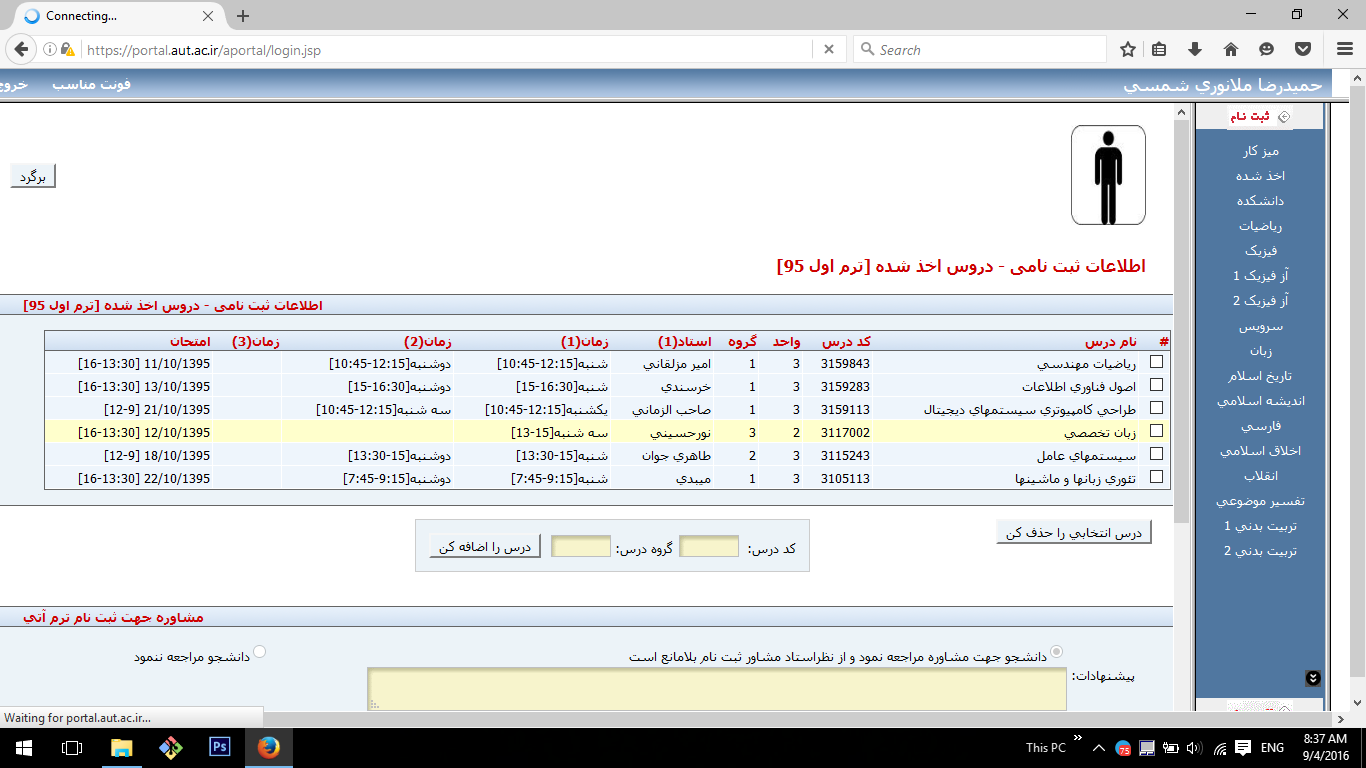 Connecting...
https://portal.aut.ac.ir/aportal/login.jsp
Search
حميدرضا ملانوري شمسي
فونت مناسب
خروج
ثبت نام
ميز كار
اخذ شده
دانشكده
رياضيات
فيزيک
آز فيزيک 1
آز فيزيک 2
سرويس
زبان
تاريخ اسلام
انديشه اسلامي
فارسي
اخلاق اسلامي
انقلاب
تفسير موضوعي
تربيت بدني 1
تربيت بدني 2
برگرد
اطلاعات ثبت نامی - دروس اخذ شده [ترم اول 95]
اطلاعات ثبت نامی - دروس اخذ شده [ترم اول 95]
# نام درس کد درس واحد گروه استاد(1) زمان(1) زمان(2) زمان(3) امتحان
رياضيات مهندسي 3159843 3 1 امير مزلقاني شنبه[10:45-12:15] دوشنبه[10:45-12:15] 11/10/1395 [13:30-16]
اصول فناوري اطلاعات 3159283 3 1 خرسندي شنبه[15-16:30] دوشنبه[15-16:30] 13/10/1395 [13:30-16]
طراحي كامپيوتري سيستمهاي ديجيتال 3159113 3 1 صاحب الزماني يكشنبه[10:45-12:15] سه شنبه[10:45-12:15] 21/10/1395 [9-12]
زبان تخصصي 3117002 2 3 نورحسيني سه شنبه[13-15] 12/10/1395 [13:30-16]
سيستمهاي عامل 3115243 3 2 طاهري جوان شنبه[13:30-15] دوشنبه[13:30-15] 18/10/1395 [9-12]
تئوري زبانها و ماشينها 3105113 3 1 ميبدي شنبه[7:45-9:15] دوشنبه[7:45-9:15] 22/10/1395 [13:30-16]
درس انتخابي را حذف كن
کد درس: گروه درس: درس را اضافه كن
مشاوره جهت ثبت نام ترم آتي
دانشجو جهت مشاوره مراجعه نمود و از نظراستاد مشاور ثبت نام بلامانع است
دانشجو مراجعه ننمود
پيشنهادات:
Waiting for portal.aut.ac.ir...
Ps
This PC
75
ENG
8:37 AM
9/4/2016